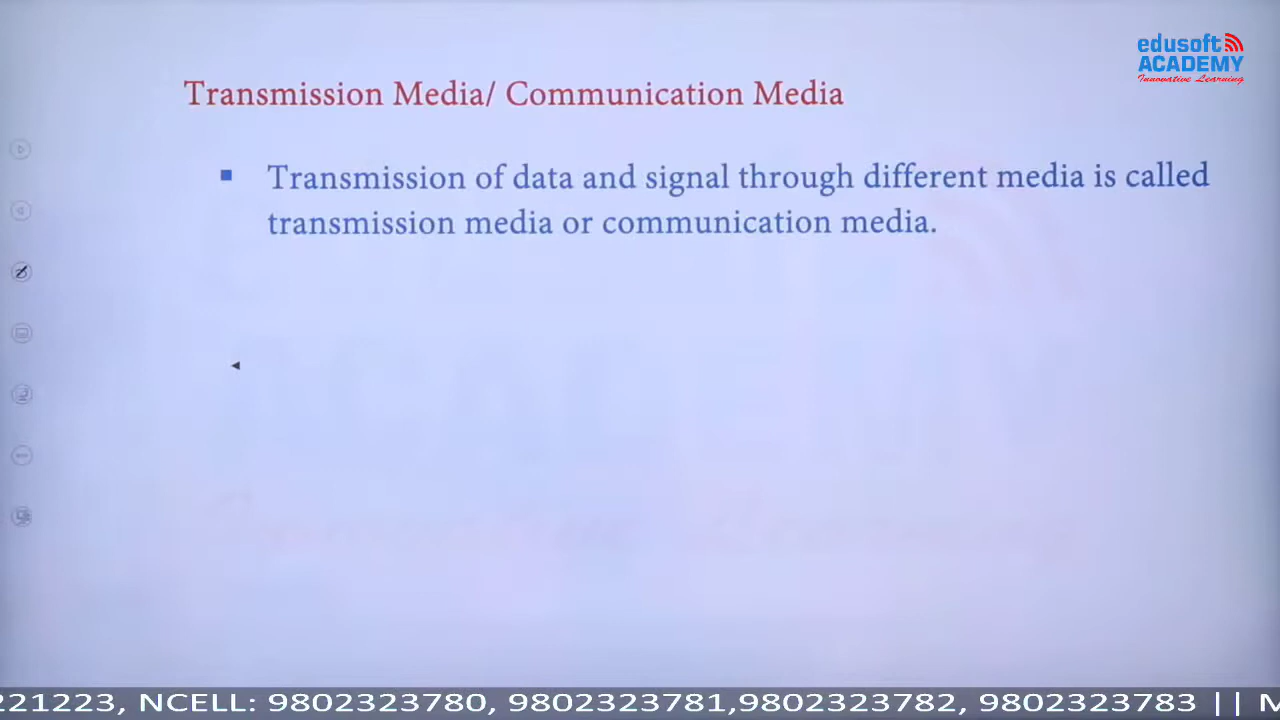 edusoft
ACADEMY
Innovative Learning
Transmission Media/ Communication Media
Transmission of data and signal through different media is called
transmission media or communication media.
221223, NCELL: 9802323780, 9802323781,9802323782, 9802323783 || M